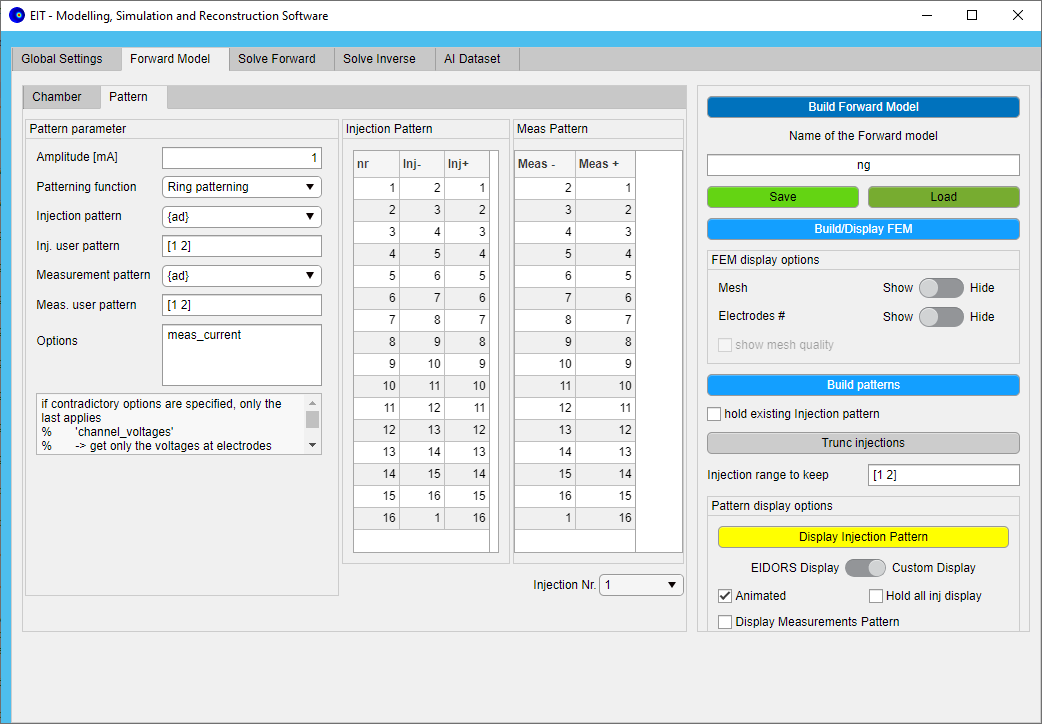 EIT - Modelling, Simulation and Reconstruction Software
Global Settings Forward Model Solve Forward Solve Inverse AI Dataset
Chamber Pattern
Pattern parameter
Amplitude [mA] 1
Patterning function Ring patterning
Injection pattern {ad}
Inj. user pattern [1 2]
Measurement pattern {ad}
Meas. user pattern [1 2]
Options meas_current
if contradictory options are specified, only the
last applies
% 'channel_voltages'
% -> get only the voltages at electrodes
Injection Pattern
nr Inj- Inj+
1 2 1
2 3 2
3 4 3
4 5 4
5 6 5
6 7 6
7 8 7
8 9 8
9 10 9
10 11 10
11 12 11
12 13 12
13 14 13
14 15 14
15 16 15
16 1 16
Meas Pattern
Meas - Meas +
2 1
3 2
4 3
5 4
6 5
7 6
8 7
9 8
10 9
11 10
12 11
13 12
14 13
15 14
16 15
1 16
Injection Nr. 1
Build Forward Model
Name of the Forward model
ng
Save Load
Build/Display FEM
FEM display options
Mesh Show Hide
Electrodes # Show Hide
show mesh quality
Build patterns
hold existing Injection pattern
Trunc injections
Injection range to keep [1 2]
Pattern display options
Display Injection Pattern
EIDORS Display Custom Display
Animated Hold all inj display
Display Measurements Pattern